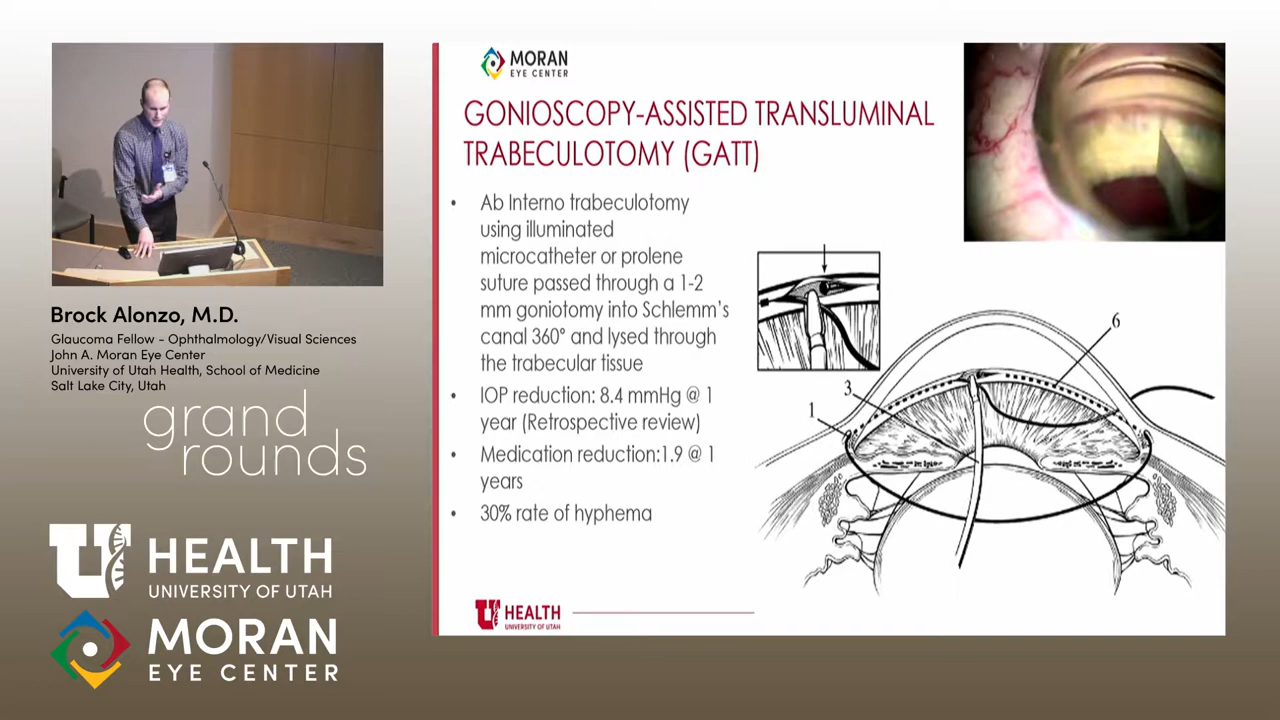 MORAN
EYE CENTER
GONIOSCOPY-ASSISTED TRANSLUMINAL
TRABECULOTOMY (GATT)
• Ab Interno trabeculotomy
using illuminated
microcatheter or prolene
suture passed through a 1-2
mm goniotomy into Schlemm’s
canal 360° and lysed through
the trabecular tissue
• IOP reduction: 8.4 mmHg @ 1
year (Retrospective review)
• Medication reduction:1.9 @ 1
years
• 30% rate of hyphema
6
3
1
U HEALTH
UNIVERSITY OF UTAH
Brock Alonzo, M.D.
Glaucoma Fellow - Ophthalmology/Visual Sciences
John A. Moran Eye Center
University of Utah Health, School of Medicine
Salt Lake City, Utah
grand
rounds
U HEALTH
UNIVERSITY OF UTAH
MORAN
EYE CENTER